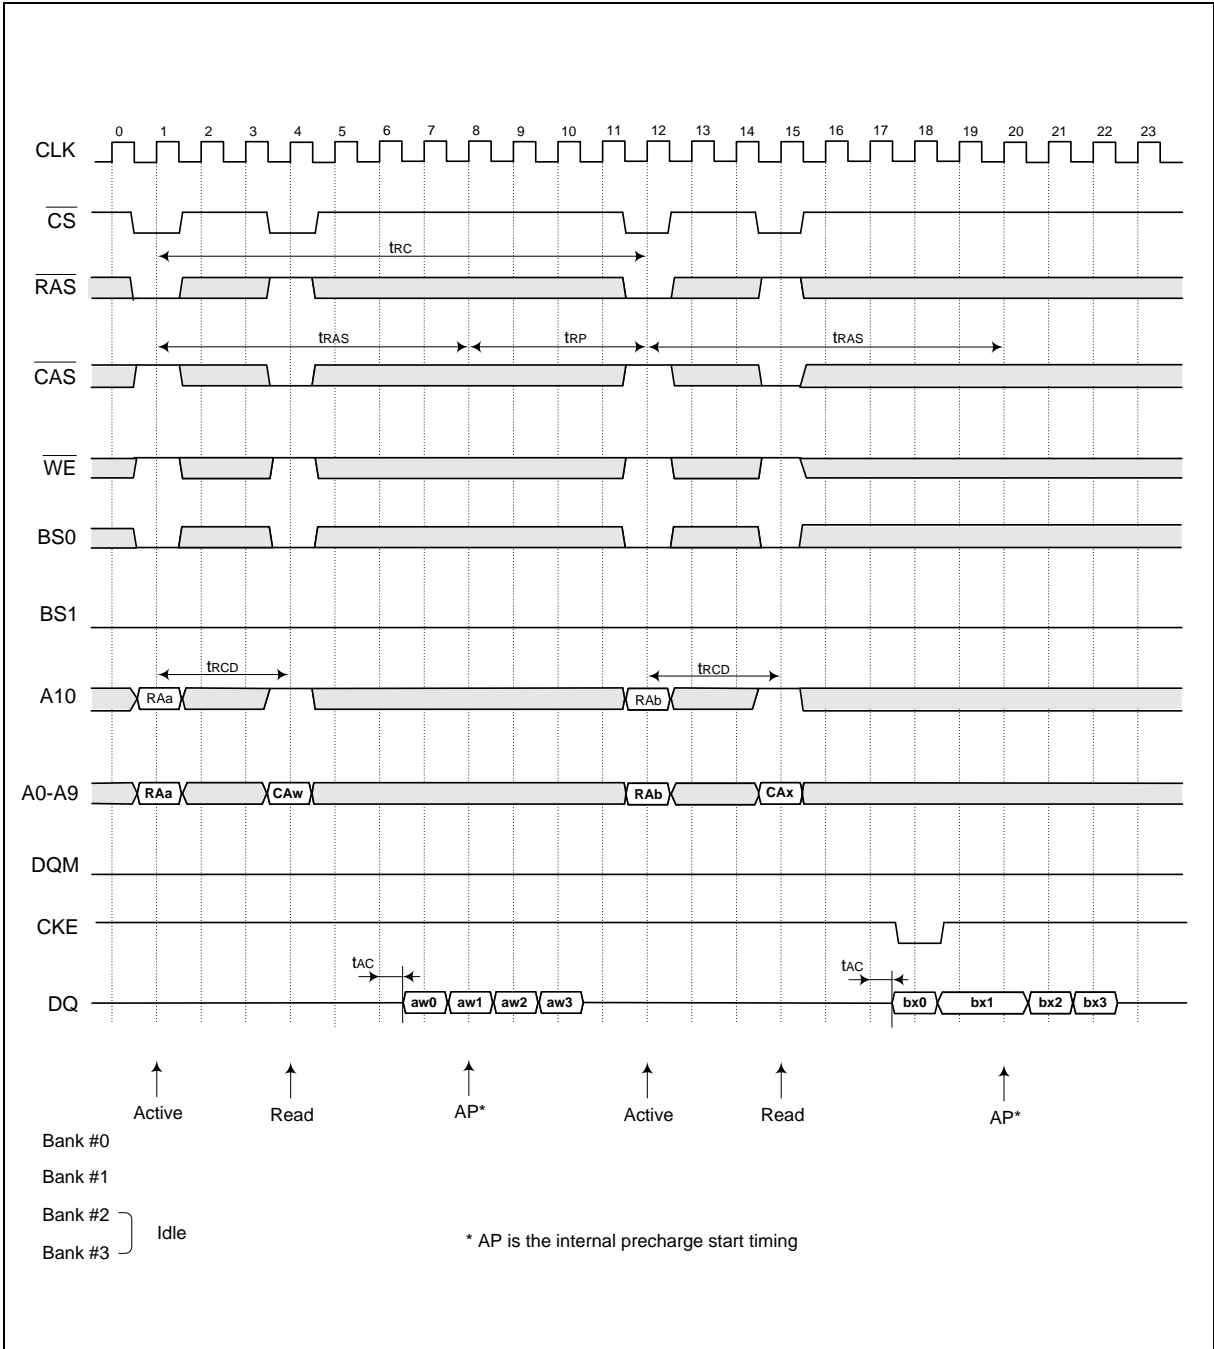 0 1 2 3 4 5 6 7 8 9 10 11 12 13 14 15 16 17 18 19 20 21 22 23
CLK
CS
tRC
RAS
tRAS tRP tRAS
CAS
WE
BS0
BS1
tRCD tRCD
A10 RAa RAb
A0-A9 RAa CAw RAb CAx
DQM
CKE
tAC tAC
DQ aw0 aw1 aw2 aw3 bx0 bx1 bx2 bx3
Active Read AP* Active Read AP*
Bank #0
Bank #1
Bank #2
Idle
Bank #3
* AP is the internal precharge start timing